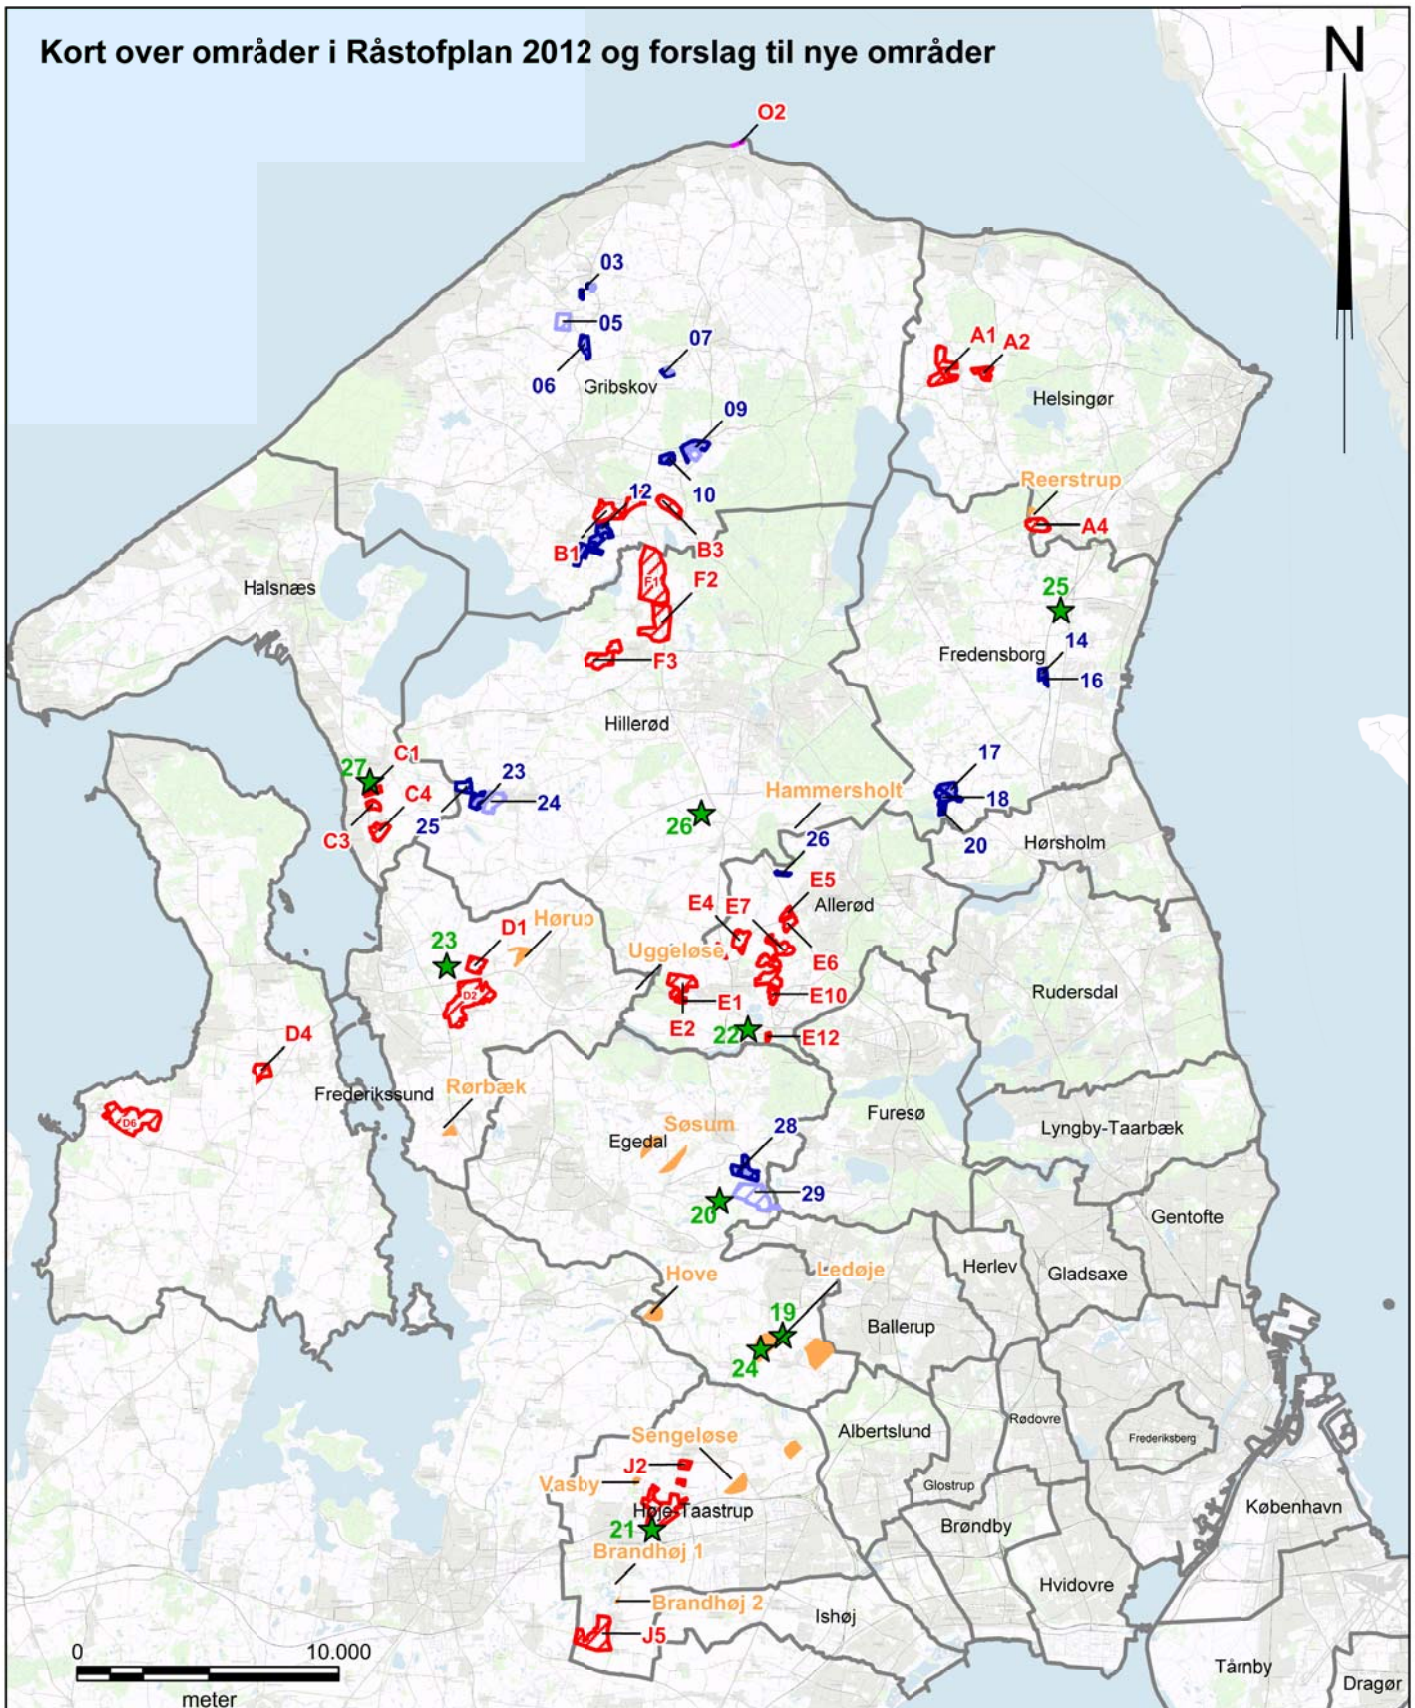 Kort over områder i Råstofplan 2012 og forslag til nye områder
N
O2
03
05
07
06
Gribskov
A1
A2
Helsingør
09
10
12
Reerstrup
A4
B1
B3
F1
F2
Halsnæs
25
14
Fredensborg
16
F3
Hillerød
C1
27
23
24
C4
25
C3
17
18
20
Hørsholm
Hammersholt
26
26
E5
Allerød
E4
E7
E6
Hørup
D1
23
D2
Uggeløse
E10
E1
E2
22
E12
Rudersdal
D4
Frederikssund
D6
Rørbæk
Furesø
Lyngby-Taarbæk
Søsum
Egedal
28
29
20
Gentofte
Hove
Ledøje
Herlev
Gladsaxe
19
Ballerup
24
Albertslund
Rødovre
Frederiksberg
Sengeløse
J2
Vasby
Glostrup
København
Høje-Taastrup
21
Brøndby
Brandhøj 1
Hvidovre
Brandhøj 2
Ishøj
J5
0
10.000
meter
Tårnby
Dragør